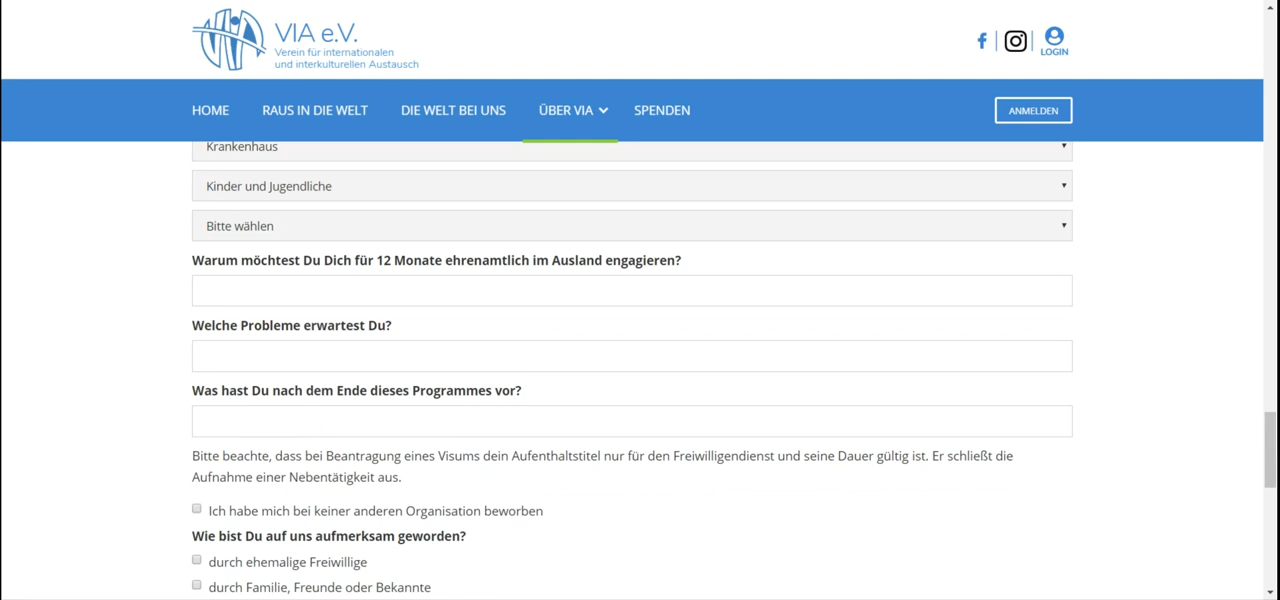 VIA e.V.
Verein für internationalen
und interkulturellen Austausch
LOGIN
HOME
RAUS IN DIE WELT
DIE WELT BEI UNS
ÜBER VIA
SPENDEN
ANMELDEN
Krankenhaus
Kinder und Jugendliche
Bitte wählen
Warum möchtest Du Dich für 12 Monate ehrenamtlich im Ausland engagieren?
Welche Probleme erwartest Du?
Was hast Du nach dem Ende dieses Programmes vor?
Bitte beachte, dass bei Beantragung eines Visums dein Aufenthaltstitel nur für den Freiwilligendienst und seine Dauer gültig ist. Er schließt die
Aufnahme einer Nebentätigkeit aus.
Ich habe mich bei keiner anderen Organisation beworben
Wie bist Du auf uns aufmerksam geworden?
durch ehemalige Freiwillige
durch Familie, Freunde oder Bekannte